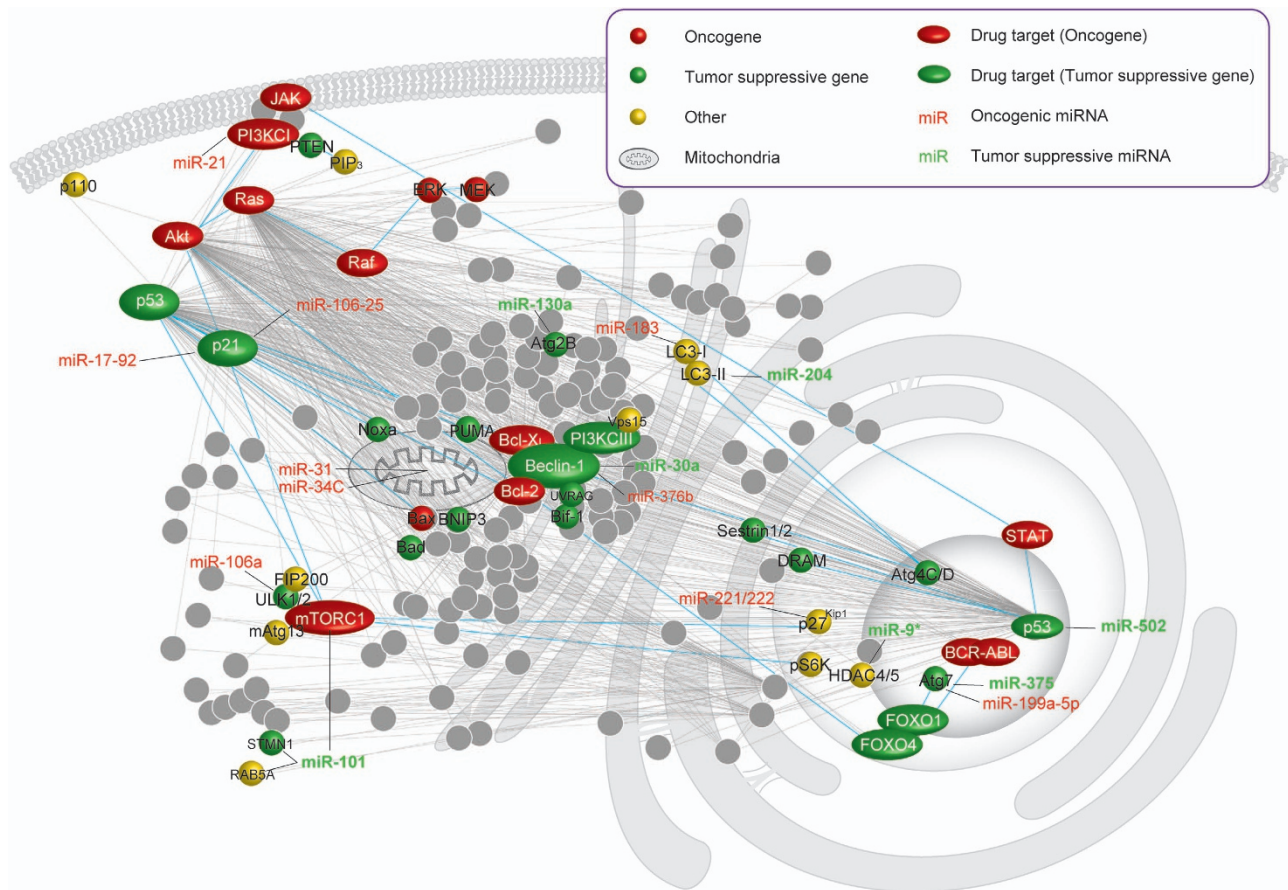 Oncogene
Drug target (Oncogene)
Tumor suppressive gene
Drug target (Tumor suppressive gene)
Other
miR Oncogenic miRNA
Mitochondria
miR Tumor suppressive miRNA
JAK
PI3KCI
miR-21
PTEN
PIP₃
p110
Ras
ERK
MEK
Akt
Raf
p53
miR-106-25
p21
miR-17-92
miR-130a
Atg2B
miR-183
LC3-I
LC3-II
miR-204
Vps15
Noxa
PUMA
Bcl-XL
PI3KCIII
Beclin-1
miR-30a
miR-31
miR-34C
Bcl-2
UVRAG
miR-376b
Bax
BNIP3
Bif-1
Bad
Sestrin1/2
STAT
DRAM
Atg4C/D
miR-106a
FIP200
ULK1/2
mTORC1
mAtg13
miR-221/222
p27Kip1
miR-9*
p53
miR-502
BCR-ABL
pS6K
HDAC4/5
Atg7
miR-375
miR-199a-5p
FOXO1
FOXO4
STMN1
miR-101
RAB5A